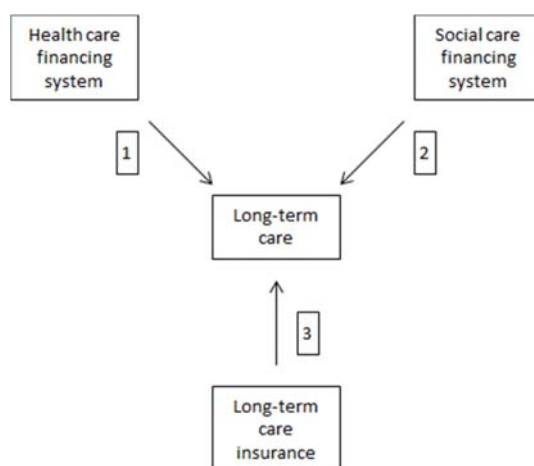 Health care
financing
system
Social care
financing
system
1
2
Long-term
care
3
Long-term
care
insurance